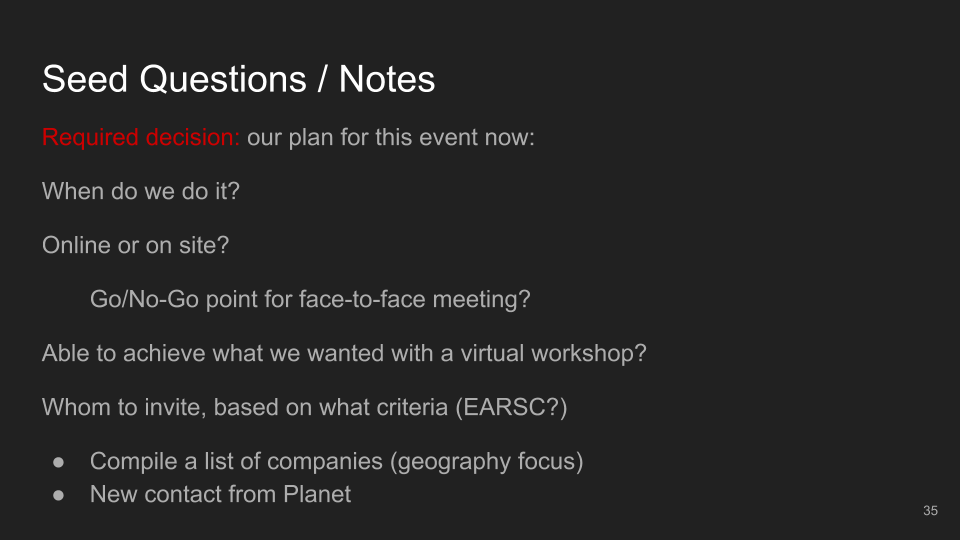 Seed Questions / Notes
Required decision: our plan for this event now:
When do we do it?
Online or on site?
Go/No-Go point for face-to-face meeting?
Able to achieve what we wanted with a virtual workshop?
Whom to invite, based on what criteria (EARSC?)
● Compile a list of companies (geography focus)
● New contact from Planet
35